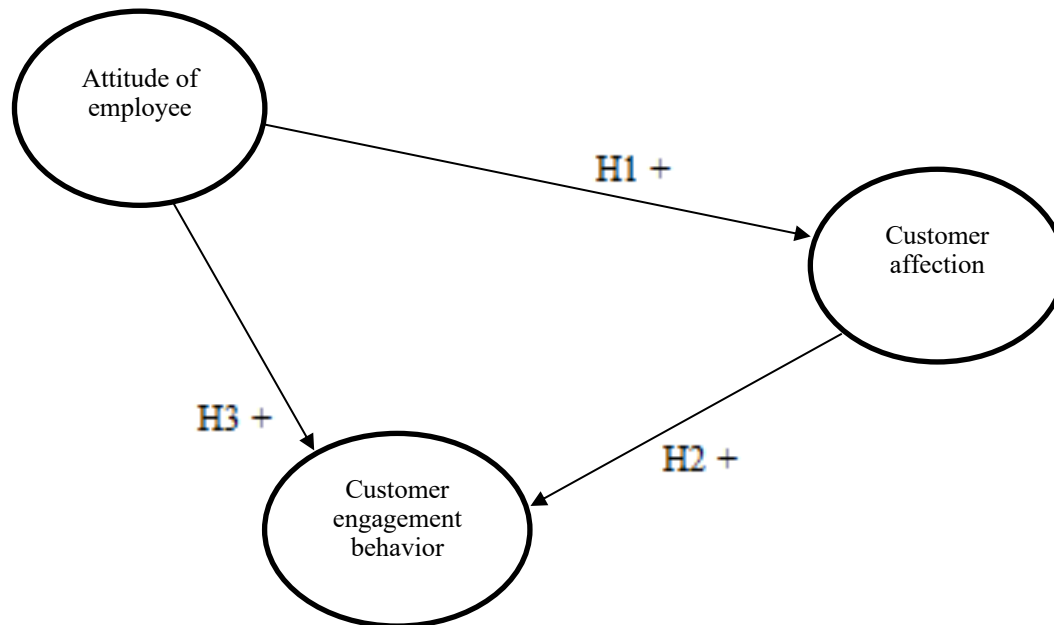 Attitude of
employee
H1 +
Customer
affection
H3 +
H2 +
Customer
engagement
behavior